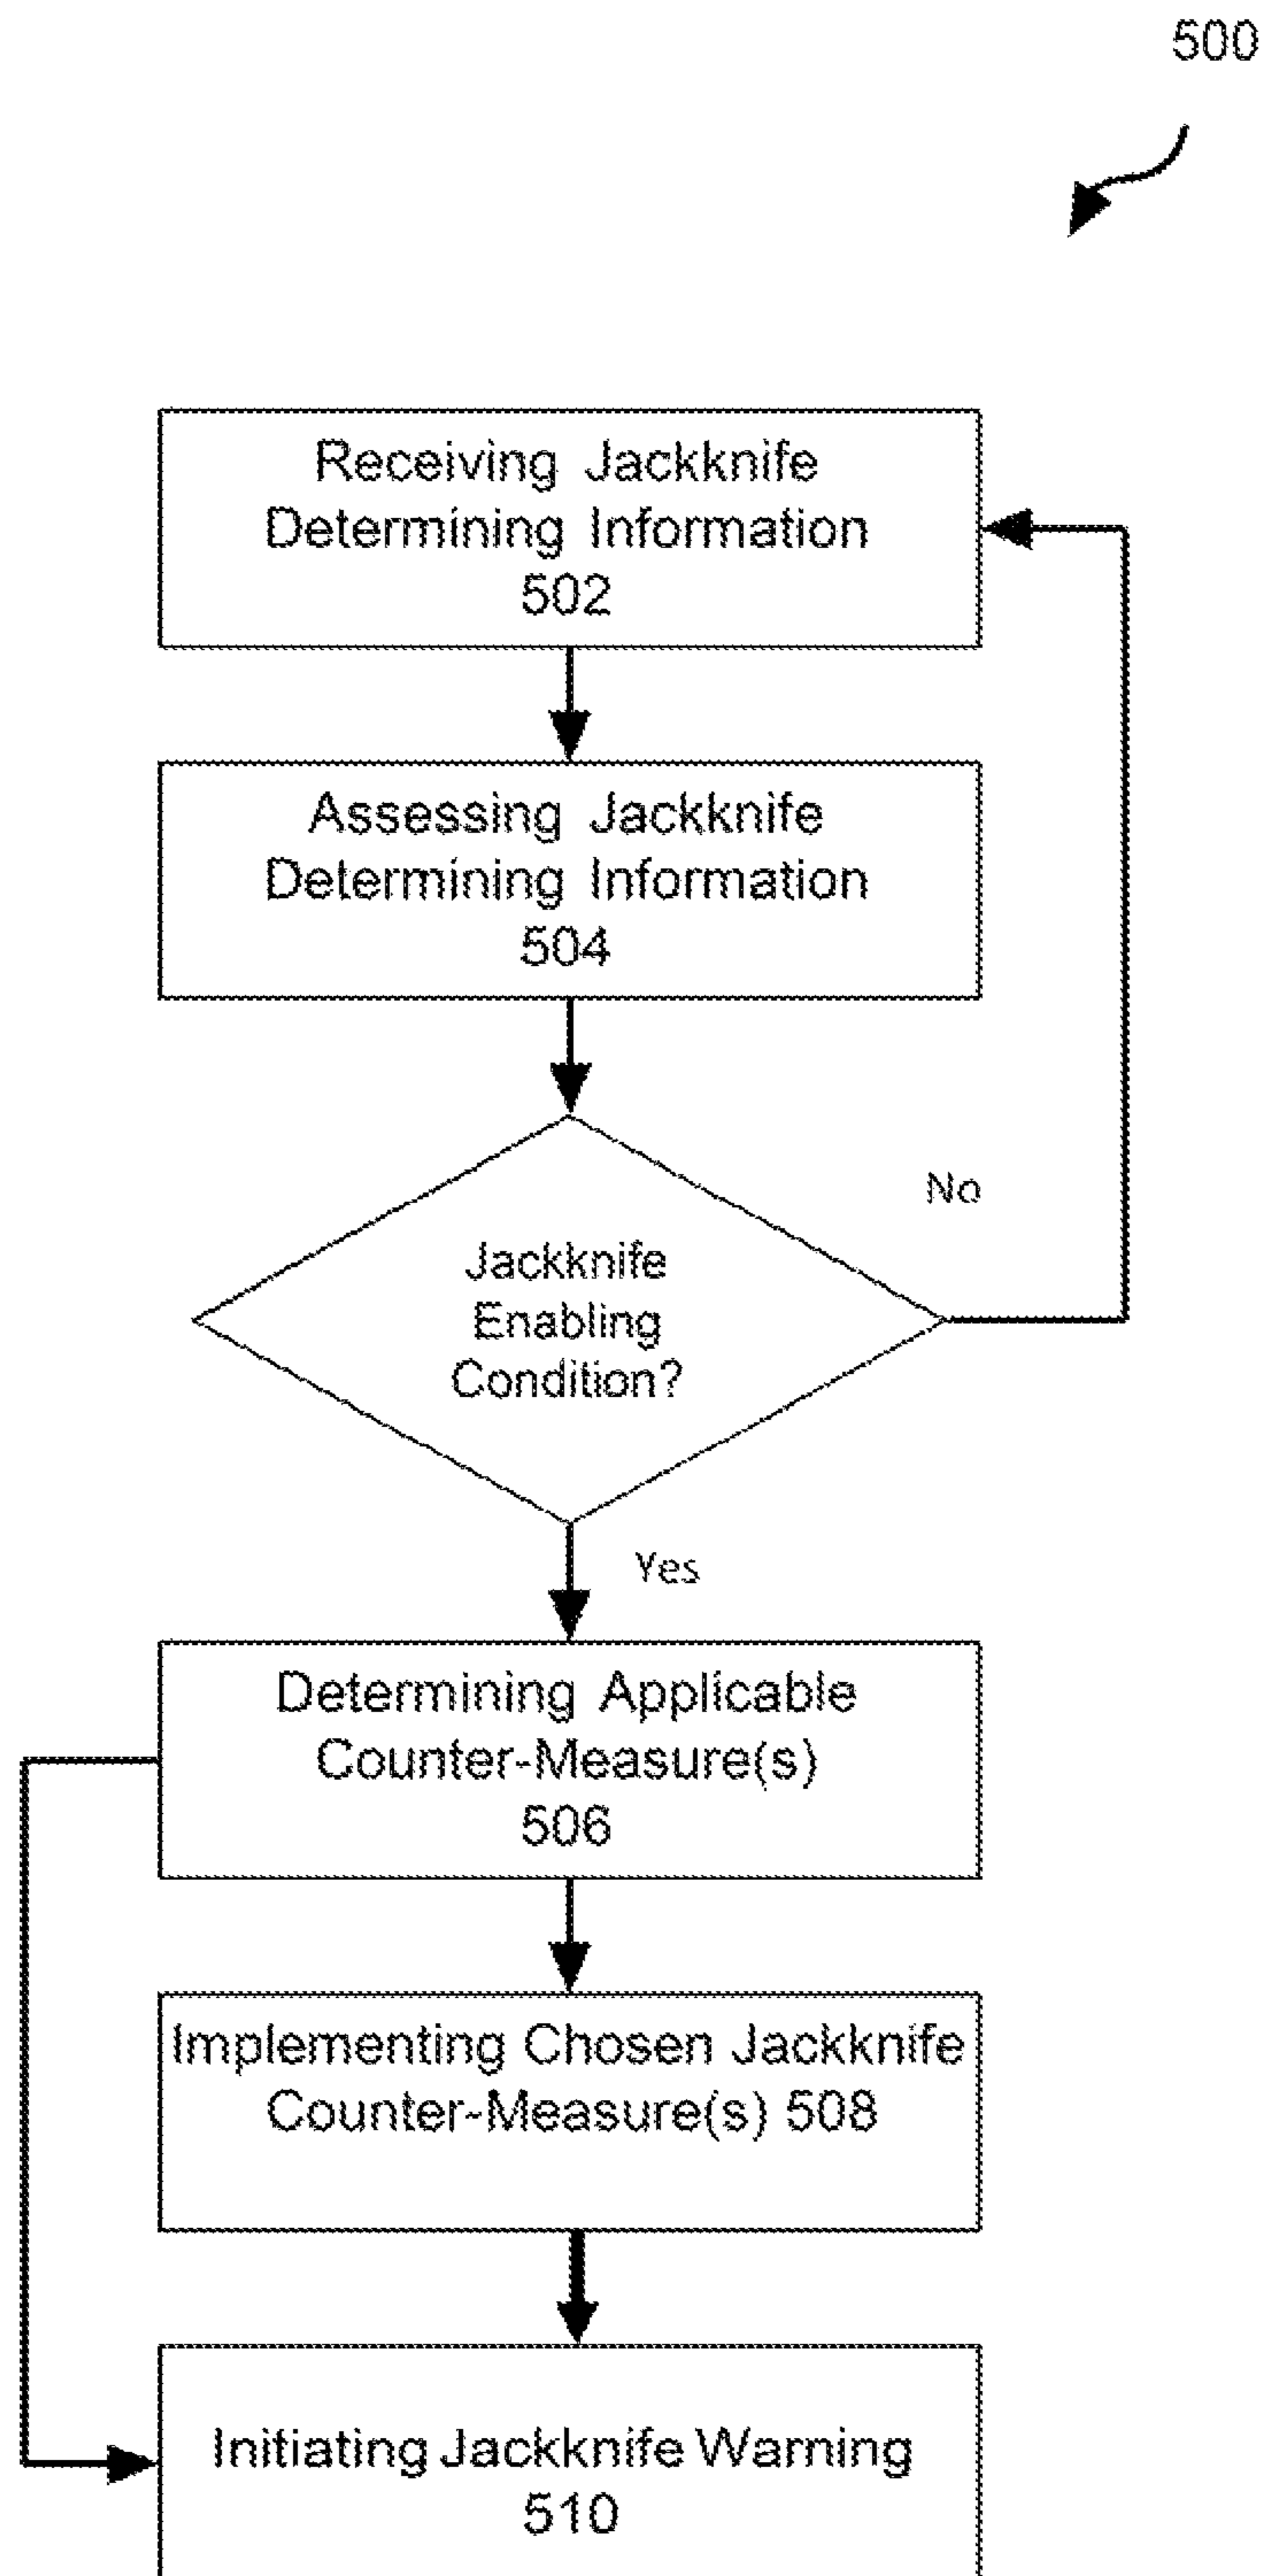 500
Receiving Jackknife
Determining Information
502
Assessing Jackknife
Determining Information
504
No
Jackknife
Enabling
Condition?
Yes
Determining Applicable
Counter-Measure(s)
506
Implementing Chosen Jackknife
Counter-Measure(s) 508
Initiating Jackknife Warning
510